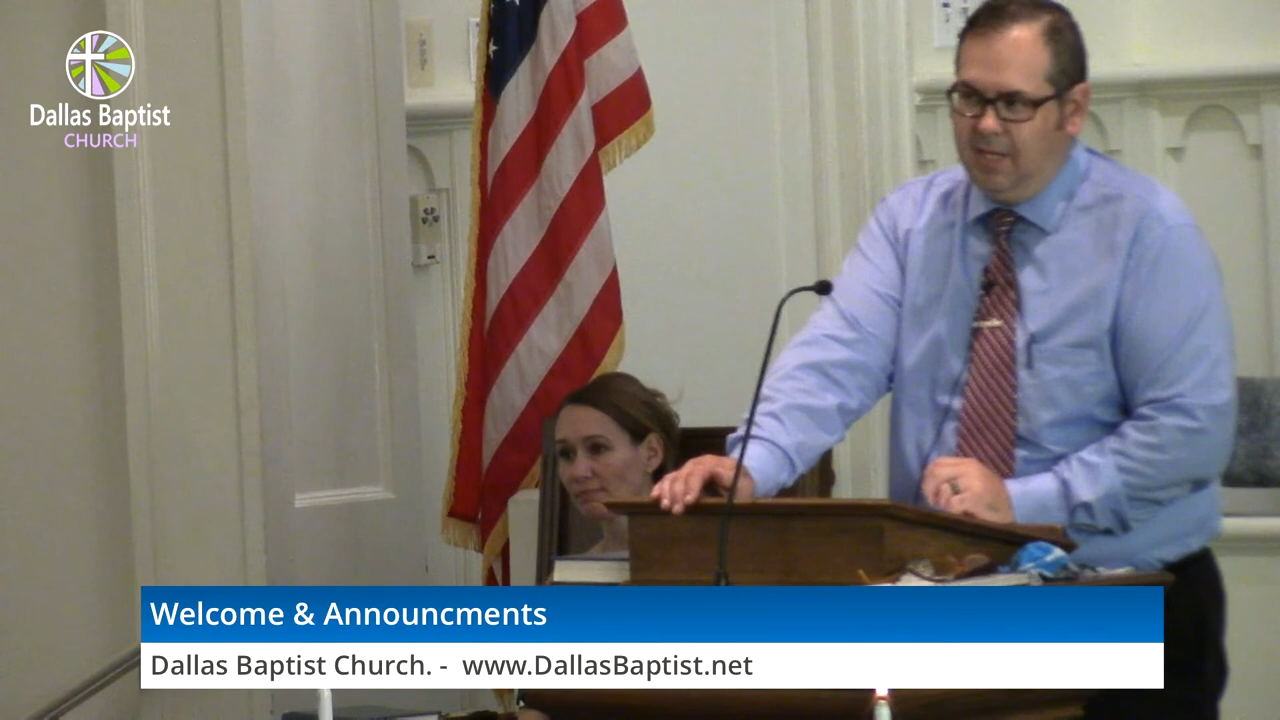 Dallas Baptist
CHURCH
Welcome & Announcments
Dallas Baptist Church. - www.DallasBaptist.net